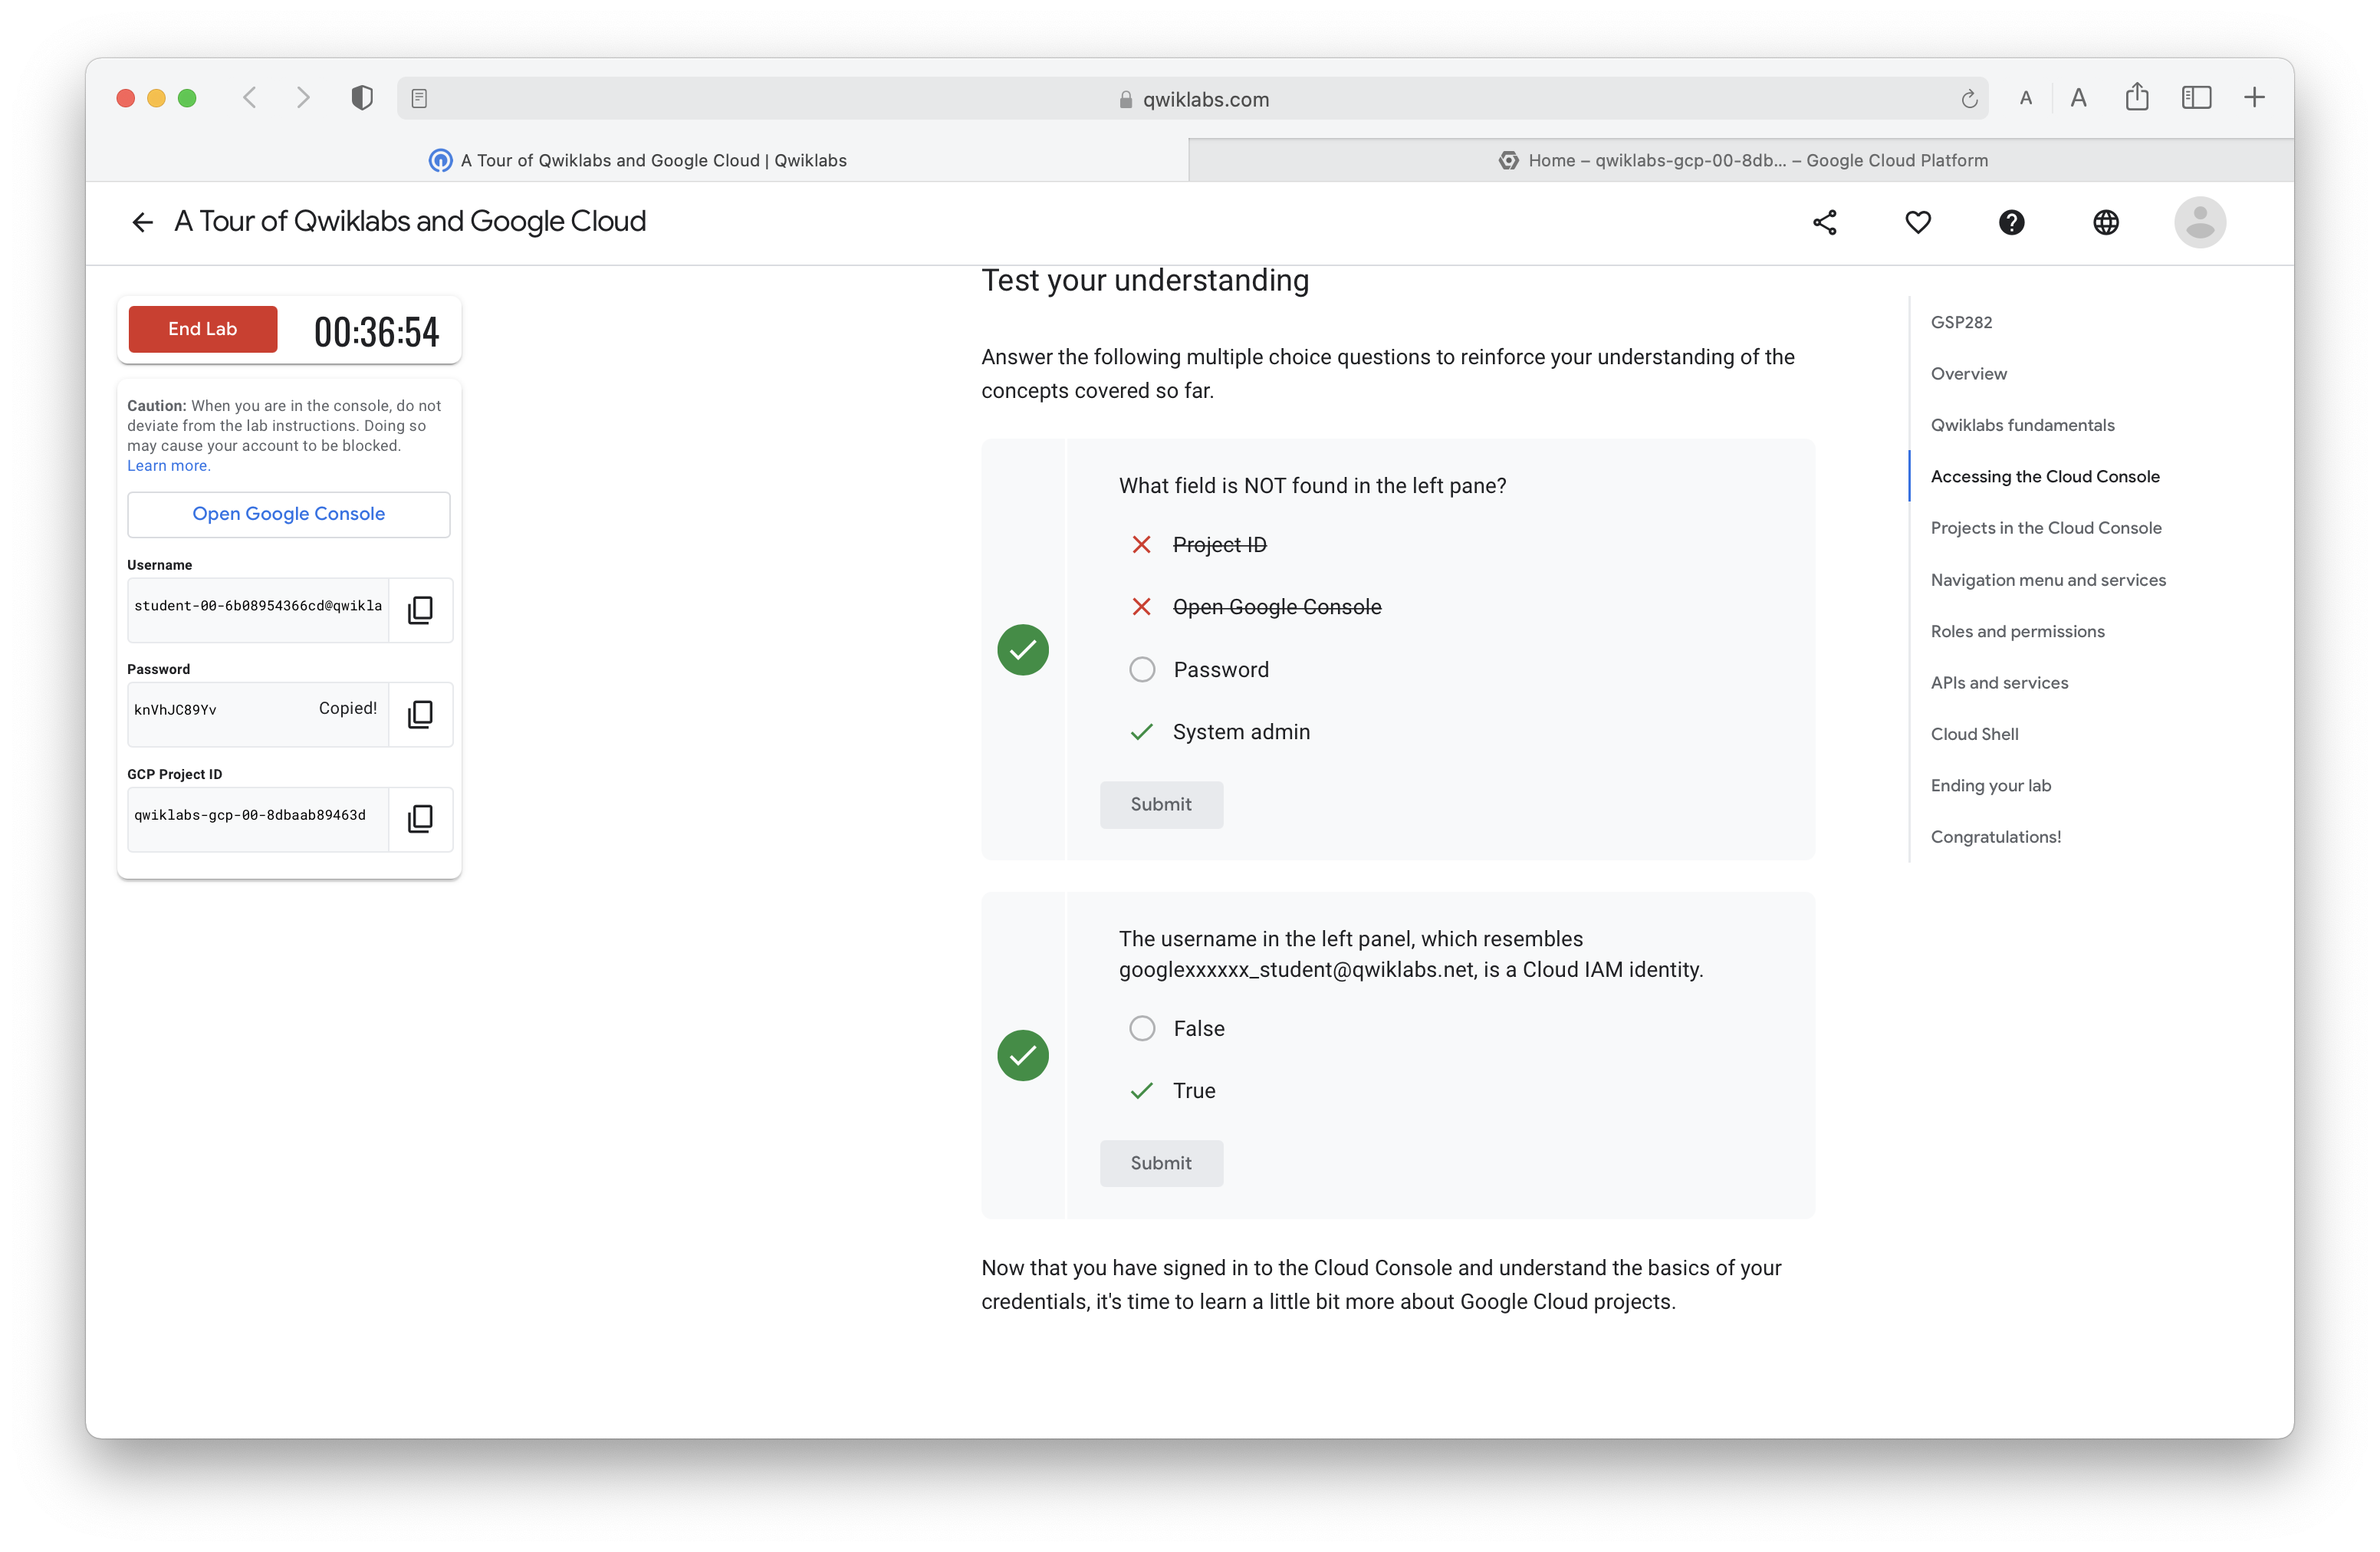 qwiklabs.com
A A
A Tour of Qwiklabs and Google Cloud | Qwiklabs
Home – qwiklabs-gcp-00-8db... – Google Cloud Platform
A Tour of Qwiklabs and Google Cloud
End Lab
00:36:54
Caution: When you are in the console, do not
deviate from the lab instructions. Doing so
may cause your account to be blocked.
Learn more.
Open Google Console
Username
student-00-6b08954366cd@qwikla
Password
knVhJC89Yv
Copied!
GCP Project ID
qwiklabs-gcp-00-8dbaab89463d
Test your understanding
Answer the following multiple choice questions to reinforce your understanding of the
concepts covered so far.
What field is NOT found in the left pane?
Project ID
Open Google Console
Password
System admin
Submit
The username in the left panel, which resembles
googlexxxxxx_student@qwiklabs.net, is a Cloud IAM identity.
False
True
Submit
Now that you have signed in to the Cloud Console and understand the basics of your
credentials, it's time to learn a little bit more about Google Cloud projects.
GSP282
Overview
Qwiklabs fundamentals
Accessing the Cloud Console
Projects in the Cloud Console
Navigation menu and services
Roles and permissions
APIs and services
Cloud Shell
Ending your lab
Congratulations!